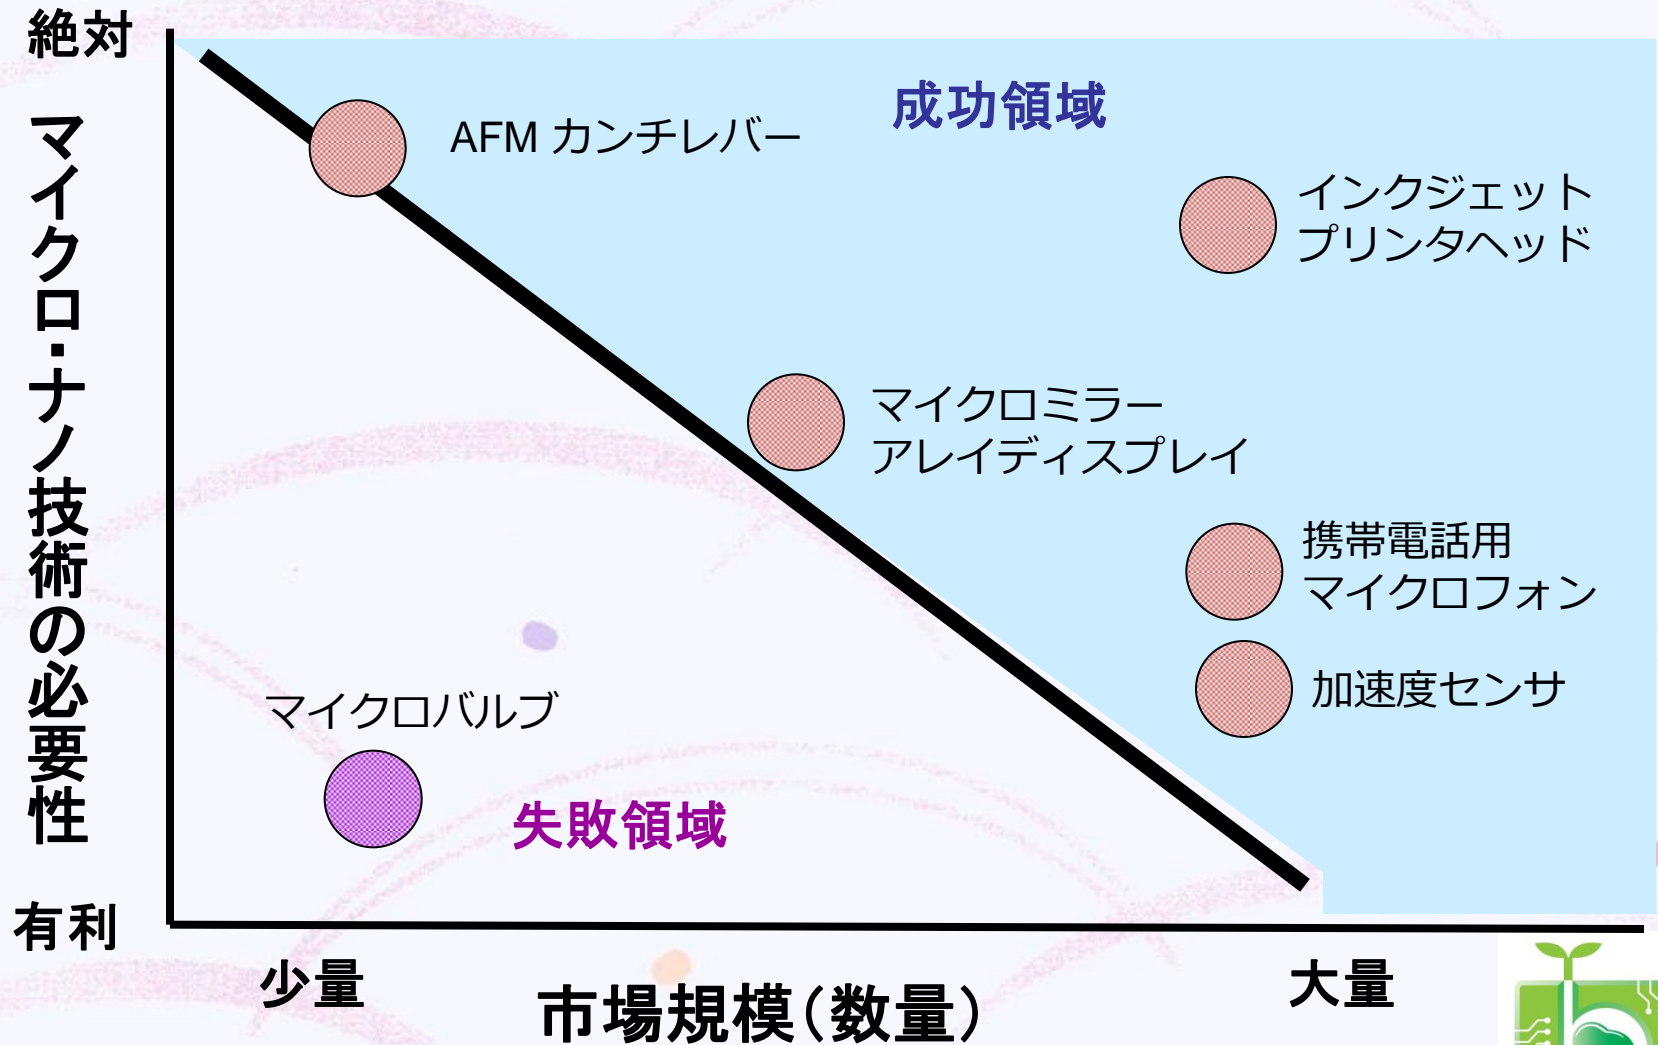 絶対
マイクロ・ナノ技術の必要性
有利
成功領域
AFM カンチレバー
インクジェット
プリンタヘッド
マイクロミラー
アレイディスプレイ
携帯電話用
マイクロフォン
加速度センサ
マイクロバルブ
失敗領域
少量
市場規模(数量)
大量